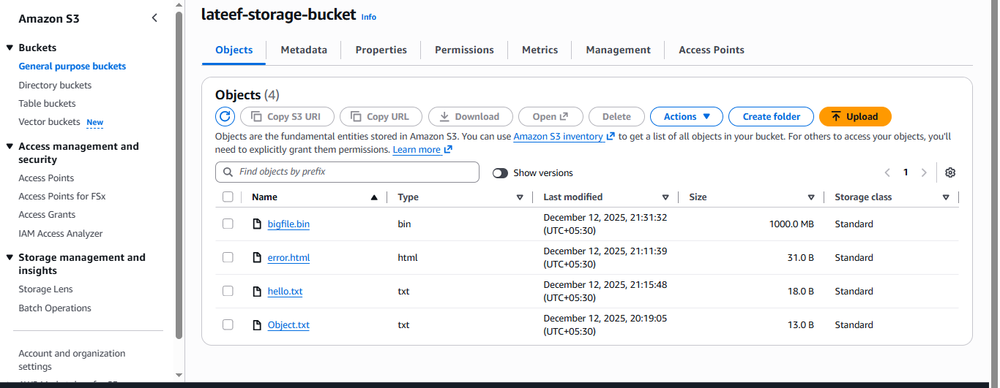 Amazon S3
Buckets
General purpose buckets
Directory buckets
Table buckets
Vector buckets New
Access management and
security
Access Points
Access Points for FSx
Access Grants
IAM Access Analyzer
Storage management and
insights
Storage Lens
Batch Operations
Account and organization
settings
lateef-storage-bucket Info
Objects Metadata Properties Permissions Metrics Management Access Points
Objects (4)
Copy S3 URI Copy URL Download Open Delete Actions Create folder Upload
Objects are the fundamental entities stored in Amazon S3. You can use Amazon S3 inventory to get a list of all objects in your bucket. For others to access your objects, you'll
need to explicitly grant them permissions. Learn more
Find objects by prefix Show versions 1
Name Type Last modified Size Storage class
bigfile.bin bin December 12, 2025, 21:31:32 (UTC+05:30) 1000.0 MB Standard
error.html html December 12, 2025, 21:11:39 (UTC+05:30) 31.0 B Standard
hello.txt txt December 12, 2025, 21:15:48 (UTC+05:30) 18.0 B Standard
Object.txt txt December 12, 2025, 20:19:05 (UTC+05:30) 13.0 B Standard